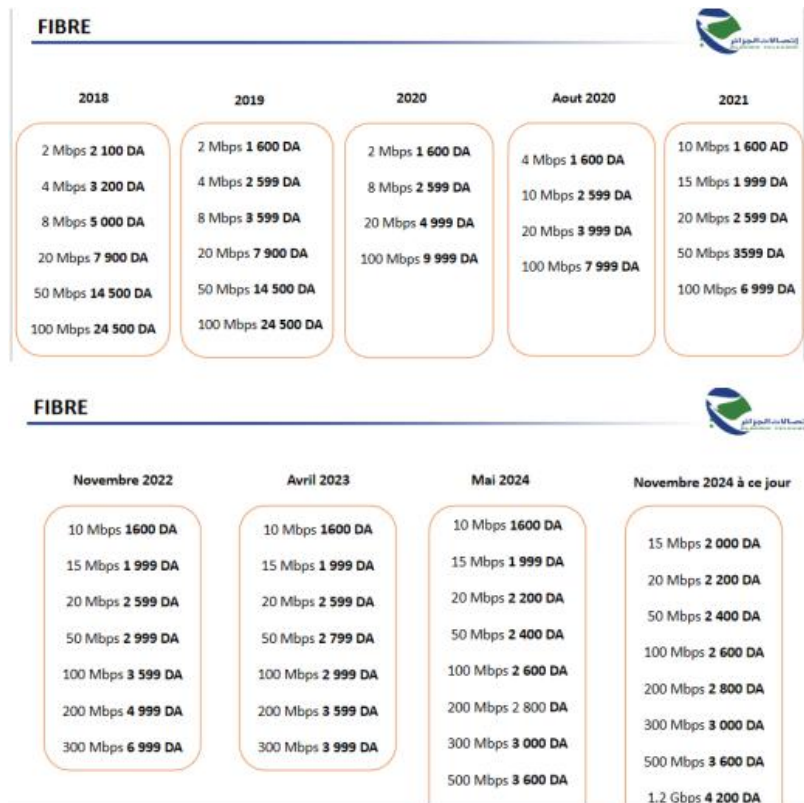 FIBRE
إتصالات الجزائر
2018
2 Mbps 2 100 DA
4 Mbps 3 200 DA
8 Mbps 5 000 DA
20 Mbps 7 900 DA
50 Mbps 14 500 DA
100 Mbps 24 500 DA
2019
2 Mbps 1 600 DA
4 Mbps 2 599 DA
8 Mbps 3 599 DA
20 Mbps 7 900 DA
50 Mbps 14 500 DA
100 Mbps 24 500 DA
2020
2 Mbps 1 600 DA
8 Mbps 2 599 DA
20 Mbps 4 999 DA
100 Mbps 9 999 DA
Aout 2020
4 Mbps 1 600 DA
10 Mbps 2 599 DA
20 Mbps 3 999 DA
100 Mbps 7 999 DA
2021
10 Mbps 1 600 AD
15 Mbps 1 999 DA
20 Mbps 2 599 DA
50 Mbps 3599 DA
100 Mbps 6 999 DA
FIBRE
إتصالات الجزائر
Novembre 2022
10 Mbps 1600 DA
15 Mbps 1 999 DA
20 Mbps 2 599 DA
50 Mbps 2 999 DA
100 Mbps 3 599 DA
200 Mbps 4 999 DA
300 Mbps 6 999 DA
Avril 2023
10 Mbps 1600 DA
15 Mbps 1 999 DA
20 Mbps 2 599 DA
50 Mbps 2 799 DA
100 Mbps 2 999 DA
200 Mbps 3 599 DA
300 Mbps 3 999 DA
Mai 2024
10 Mbps 1600 DA
15 Mbps 1 999 DA
20 Mbps 2 200 DA
50 Mbps 2 400 DA
100 Mbps 2 600 DA
200 Mbps 2 800 DA
300 Mbps 3 000 DA
500 Mbps 3 600 DA
Novembre 2024 à ce jour
15 Mbps 2 000 DA
20 Mbps 2 200 DA
50 Mbps 2 400 DA
100 Mbps 2 600 DA
200 Mbps 2 800 DA
300 Mbps 3 000 DA
500 Mbps 3 600 DA
1.2 Gbps 4 200 DA